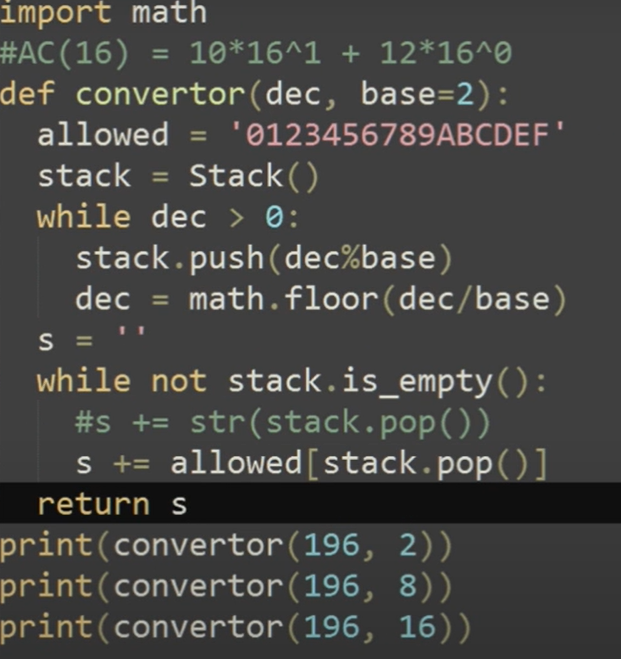 import math
#AC(16) = 10*16^1 + 12*16^0
def convertor(dec, base=2):
  allowed = '0123456789ABCDEF'
  stack = Stack()
  while dec > 0:
    stack.push(dec%base)
    dec = math.floor(dec/base)
  s = ''
  while not stack.is_empty():
    #s += str(stack.pop())
    s += allowed[stack.pop()]
  return s
print(convertor(196, 2))
print(convertor(196, 8))
print(convertor(196, 16))